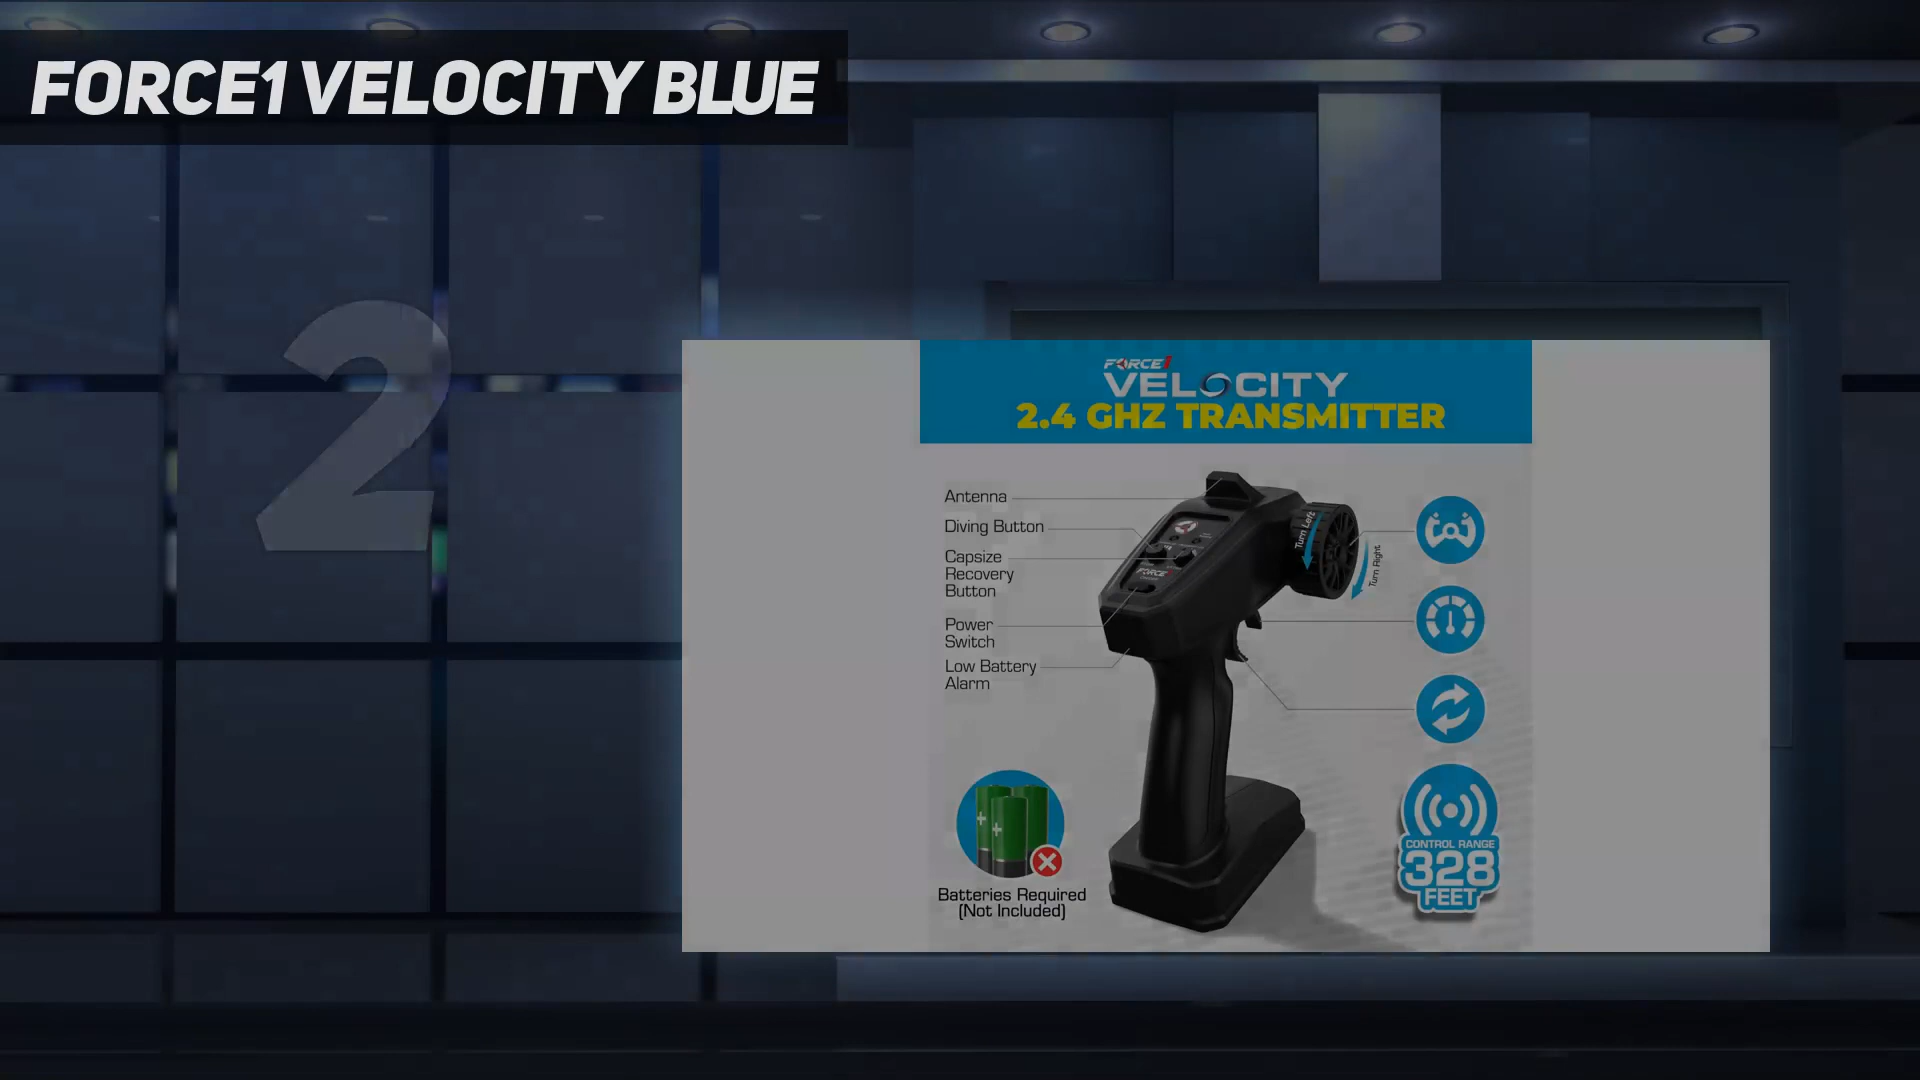 FORCE1 VELOCITY BLUE
2
FORCE1
VELOCITY
2.4 GHZ TRANSMITTER
Antenna
Diving Button
Capsize
Recovery
Button
Power
Switch
Low Battery
Alarm
Turn Left
Turn Right
FORCE1
Batteries Required
(Not Included)
CONTROL RANGE
328
FEET